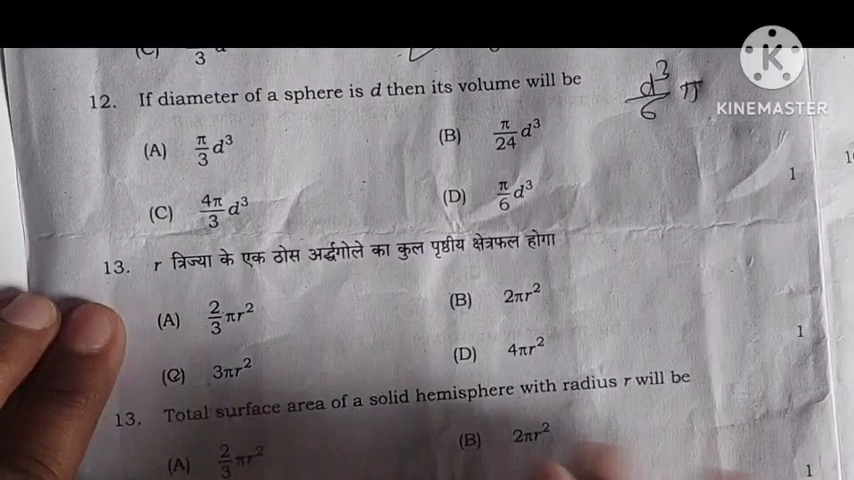 (C) 3
12. If diameter of a sphere is d then its volume will be
d³/6 π
KINEMASTER
(A) π/3 d³ (B) π/24 d³
(C) 4π/3 d³ (D) π/6 d³
1
13. r त्रिज्या के एक ठोस अर्द्धगोले का कुल पृष्ठीय क्षेत्रफल होगा
(A) 2/3 πr² (B) 2πr²
(C) 3πr² (D) 4πr²
1
13. Total surface area of a solid hemisphere with radius r will be
(A) 2/3 πr² (B) 2πr²
1